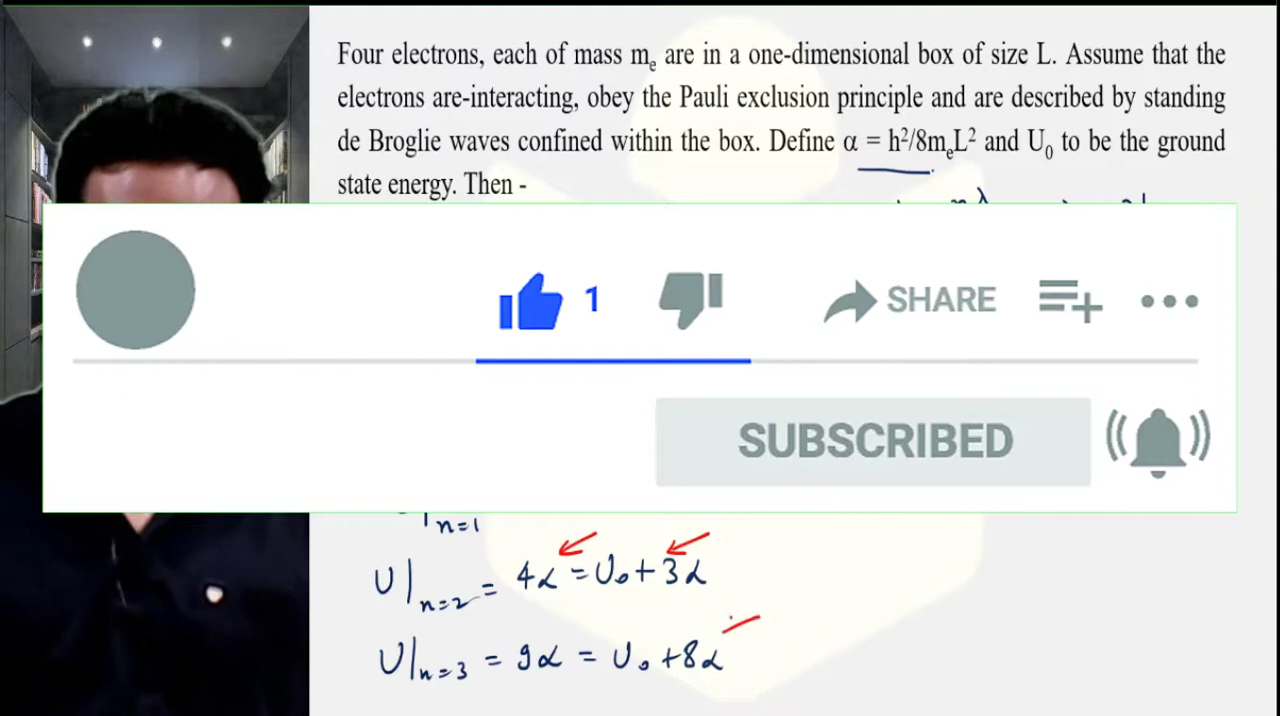 Four electrons, each of mass mₑ are in a one-dimensional box of size L. Assume that the
electrons are-interacting, obey the Pauli exclusion principle and are described by standing
de Broglie waves confined within the box. Define α = h²/8mₑL² and U₀ to be the ground
state energy. Then -
1
SHARE
SUBSCRIBED
n=1
U|ₙ₌₂ = 4α = U₀ + 3α
U|ₙ₌₃ = 9α = U₀ + 8α